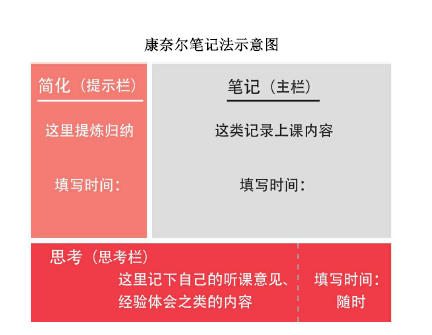 康奈尔笔记法示意图
简化（提示栏）
笔记（主栏）
这里提炼归纳
这类记录上课内容
填写时间：
填写时间：
思考（思考栏）
这里记下自己的听课意见、
经验体会之类的内容
填写时间：
随时